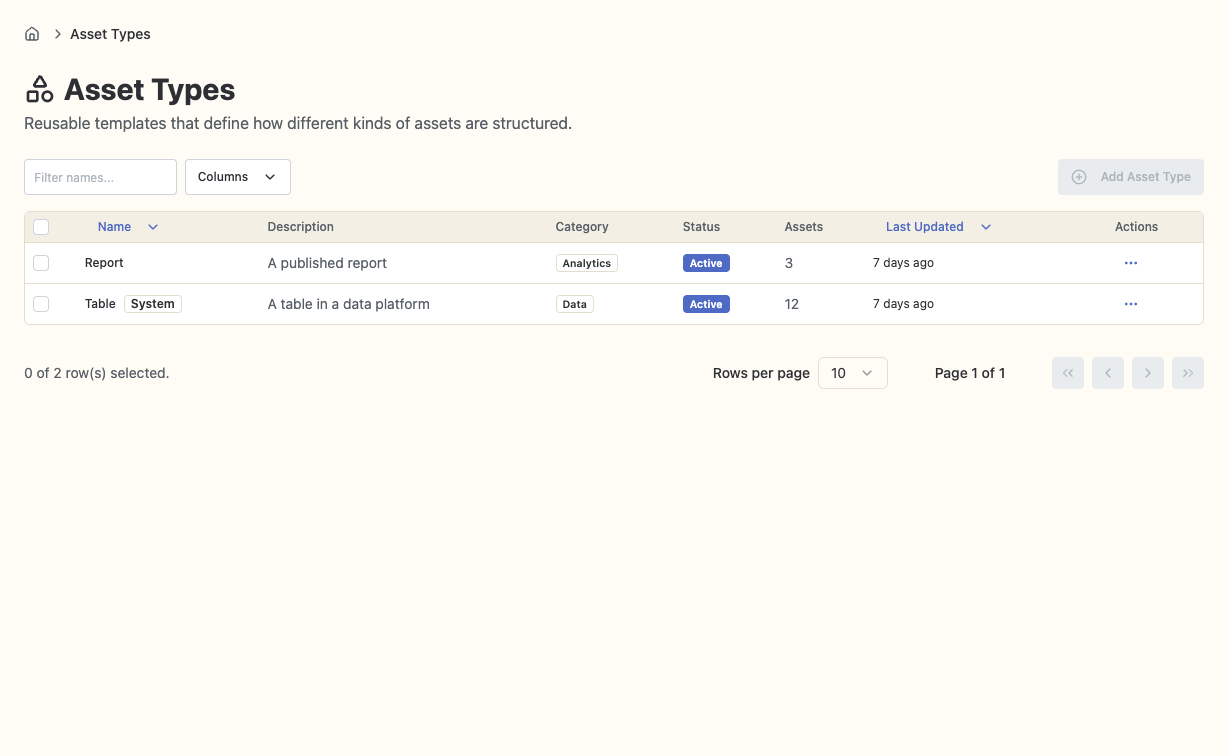 Asset Types
Asset Types
Reusable templates that define how different kinds of assets are structured.
Filter names...
Columns
Add Asset Type
Name Description Category Status Assets Last Updated Actions
Report A published report Analytics Active 3 7 days ago
Table System A table in a data platform Data Active 12 7 days ago
0 of 2 row(s) selected. Rows per page 10 Page 1 of 1